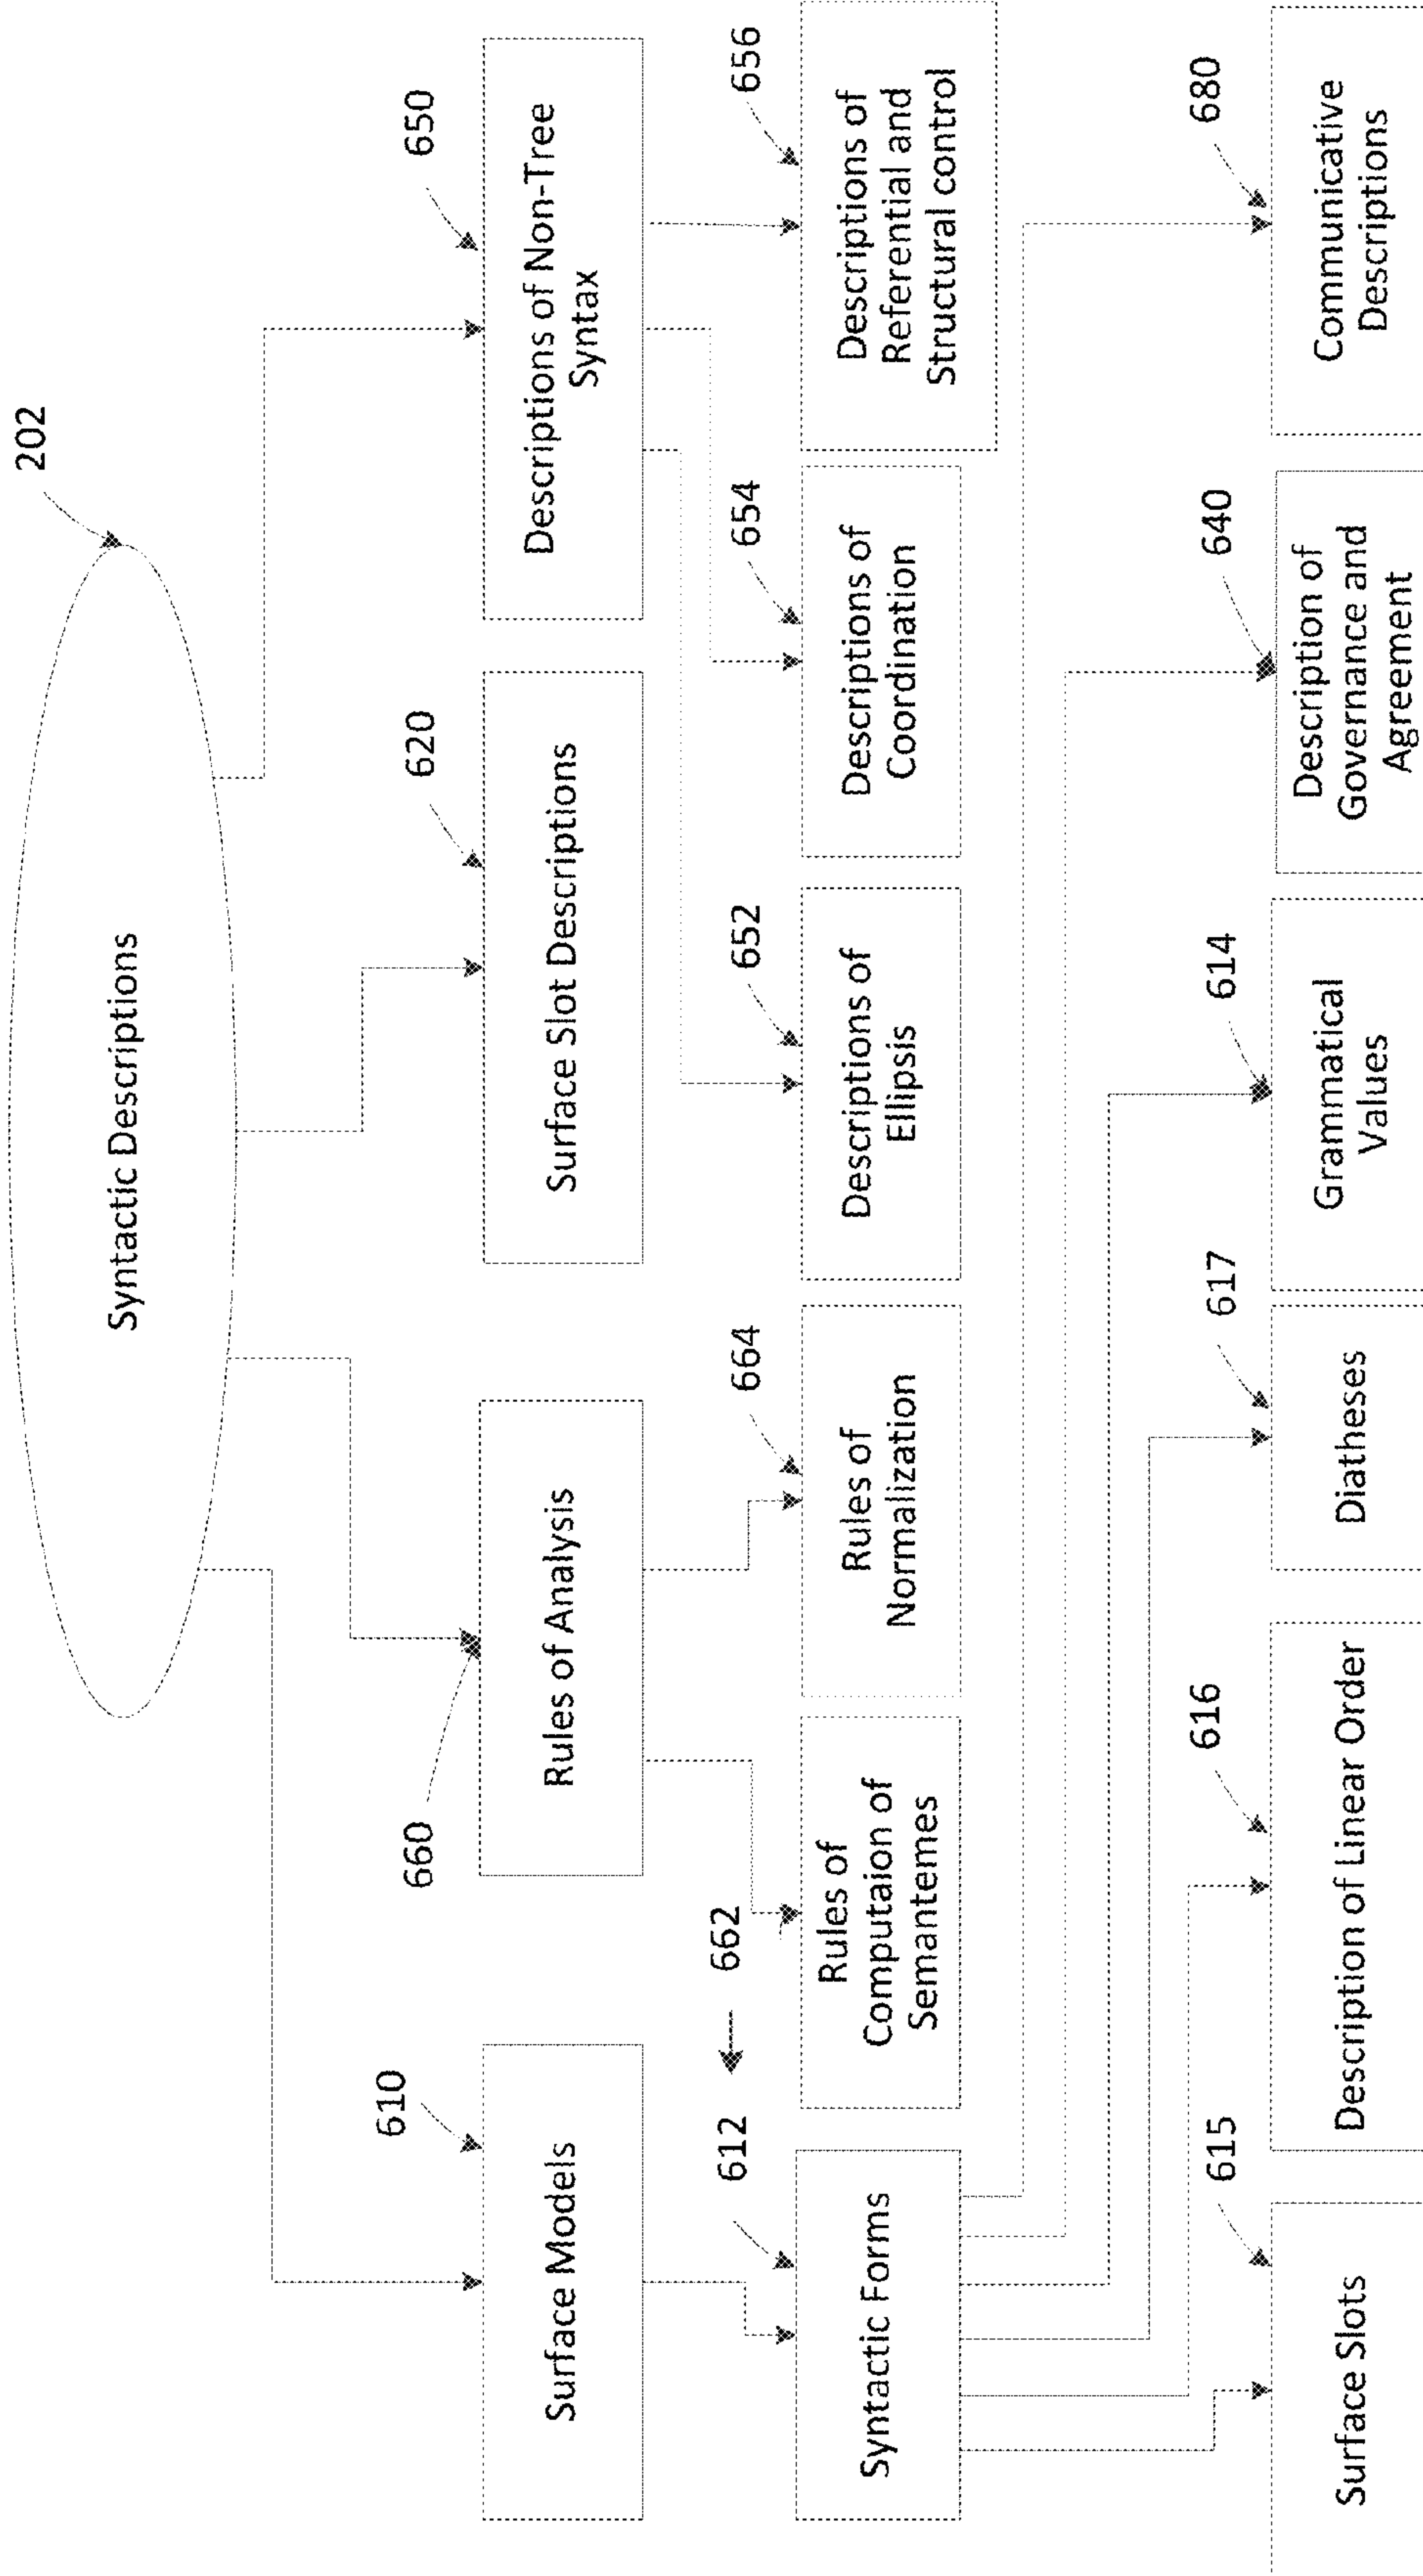 202
Syntactic Descriptions
610
660
620
650
Surface Models
Rules of Analysis
Surface Slot Descriptions
Descriptions of Non-Tree
Syntax
612
662
664
652
654
656
Syntactic Forms
Rules of
Computaion of
Semantemes
Rules of
Normalization
Descriptions of
Ellipsis
Descriptions of
Coordination
Descriptions of
Referential and
Structural control
615
616
617
614
640
680
Surface Slots
Description of Linear Order
Diatheses
Grammatical
Values
Description of
Governance and
Agreement
Communicative
Descriptions